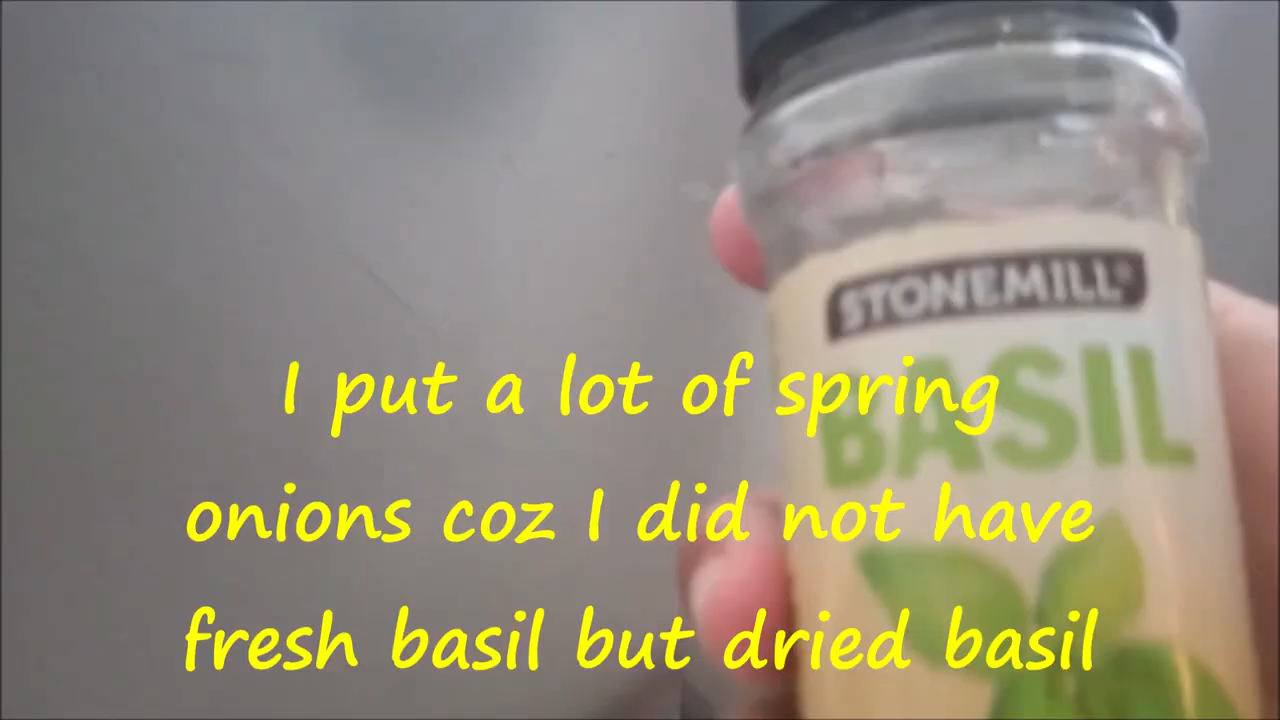 STONEMILL®
BASIL
I put a lot of spring
onions coz I did not have
fresh basil but dried basil